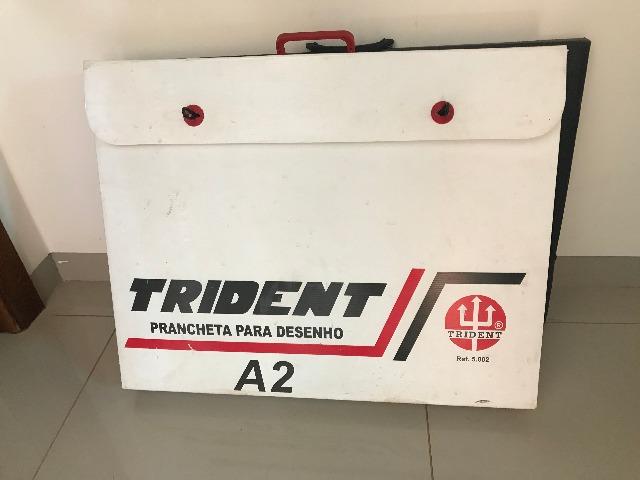 TRIDENT
PRANCHETA PARA DESENHO
A2
TRIDENT
®
Ref. 5.002